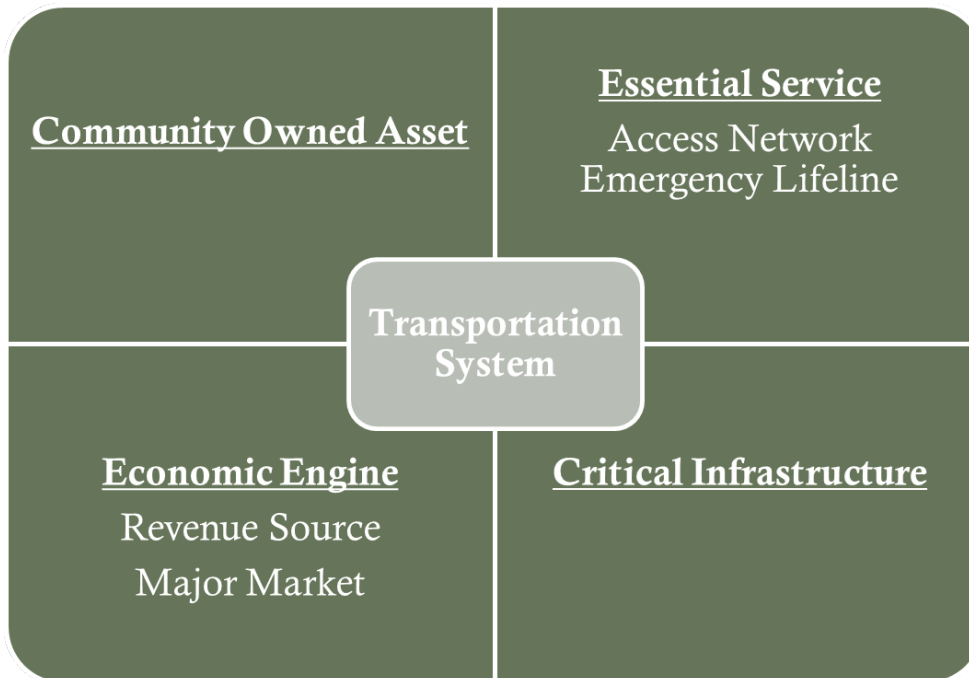 Community Owned Asset
Essential Service
Access Network
Emergency Lifeline
Transportation
System
Economic Engine
Revenue Source
Major Market
Critical Infrastructure